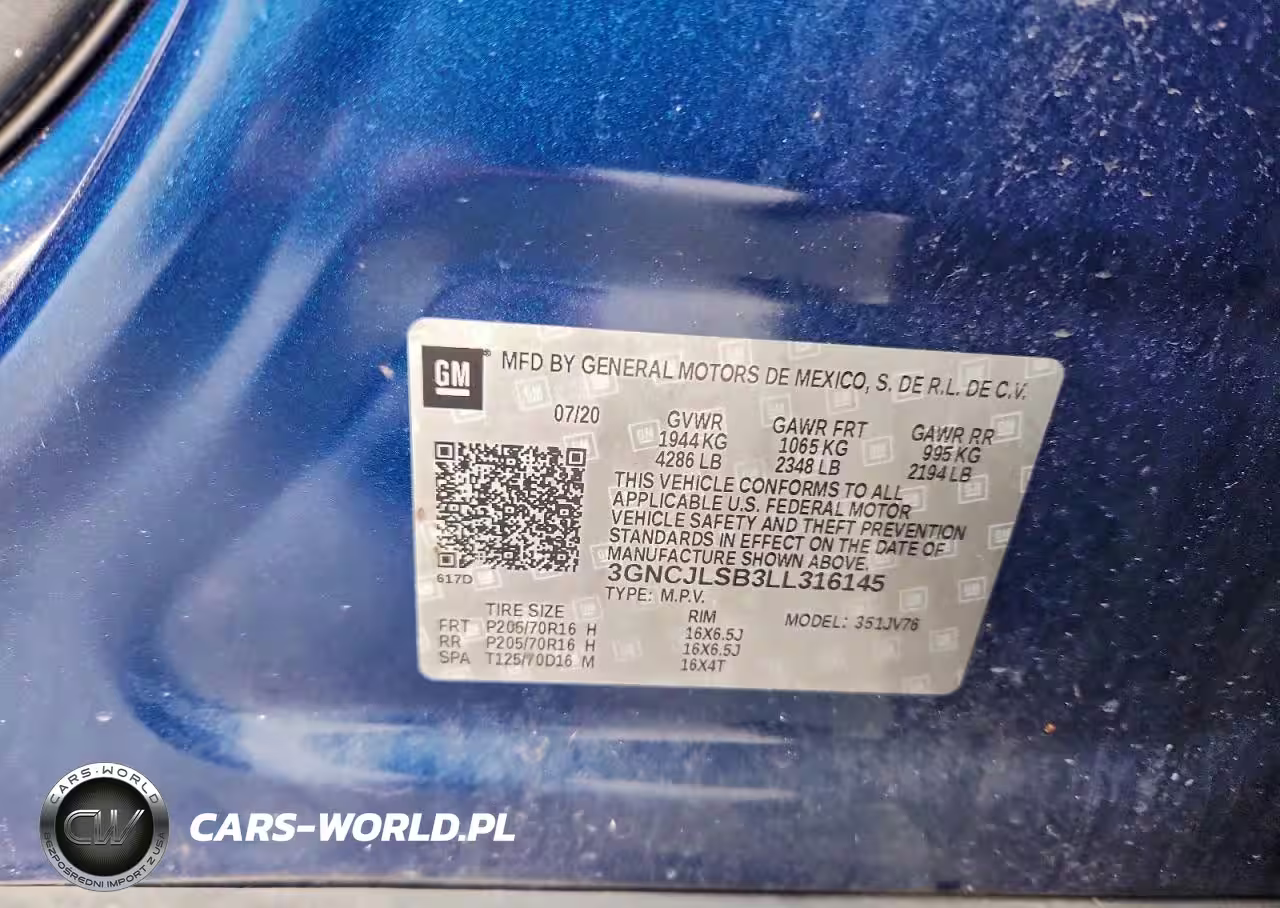 GM
MFD BY GENERAL MOTORS DE MEXICO, S. DE R.L. DE C.V.
07/20 GVWR GAWR FRT GAWR RR
1944 KG 1065 KG 995 KG
4286 LB 2348 LB 2194 LB
THIS VEHICLE CONFORMS TO ALL
APPLICABLE U.S. FEDERAL MOTOR
VEHICLE SAFETY AND THEFT PREVENTION
STANDARDS IN EFFECT ON THE DATE OF
MANUFACTURE SHOWN ABOVE.
617D
3GNCJLSB3LL316145
TYPE: M.P.V.
TIRE SIZE RIM MODEL: 351JV76
FRT P205/70R16 H 16X6.5J
RR P205/70R16 H 16X6.5J
SPA T125/70D16 M 16X4T
CARS-WORLD
CW
BEZPOŚREDNI IMPORT Z USA
CARS-WORLD.PL